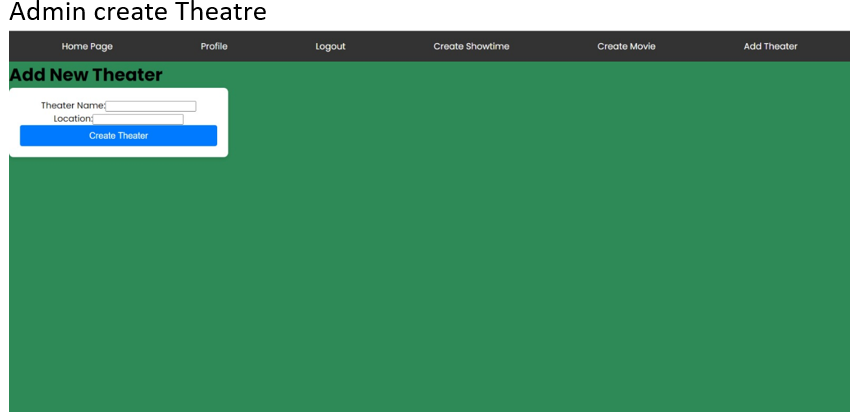 Admin create Theatre
Home Page Profile Logout Create Showtime Create Movie Add Theater
Add New Theater
Theater Name:
Location:
Create Theater